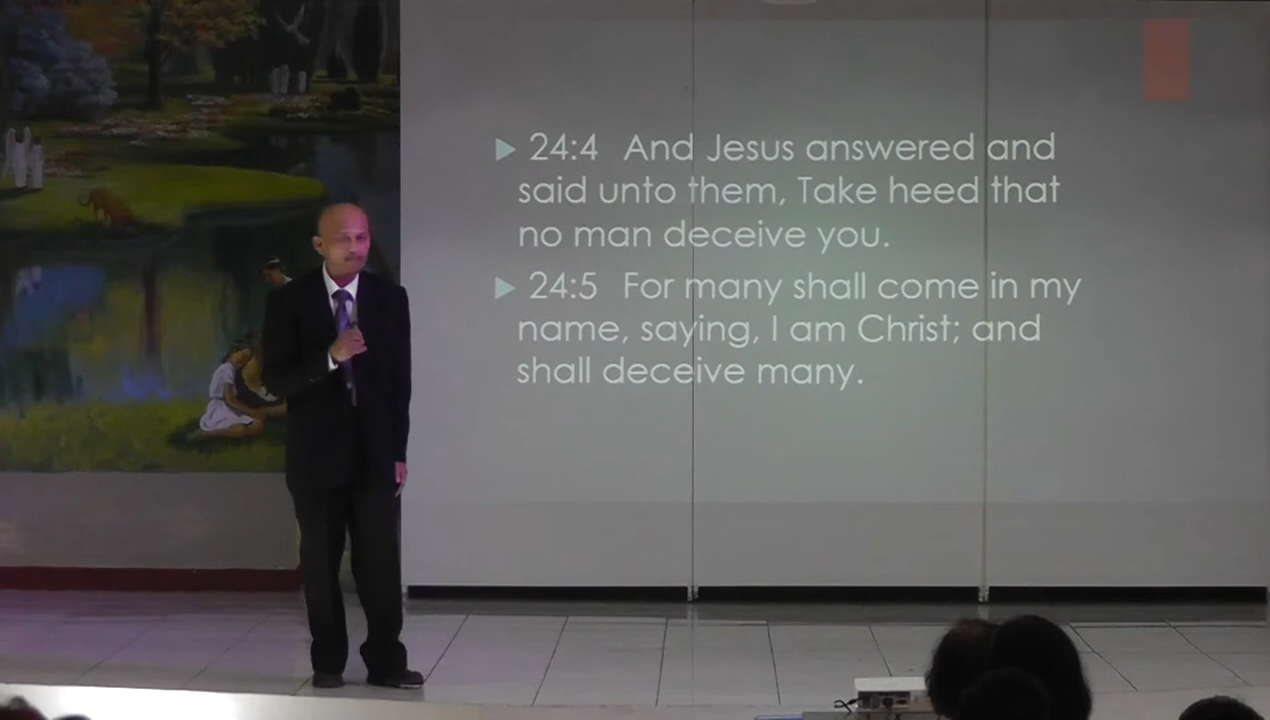 24:4 And Jesus answered and
said unto them, Take heed that
no man deceive you.
24:5 For many shall come in my
name, saying, I am Christ; and
shall deceive many.